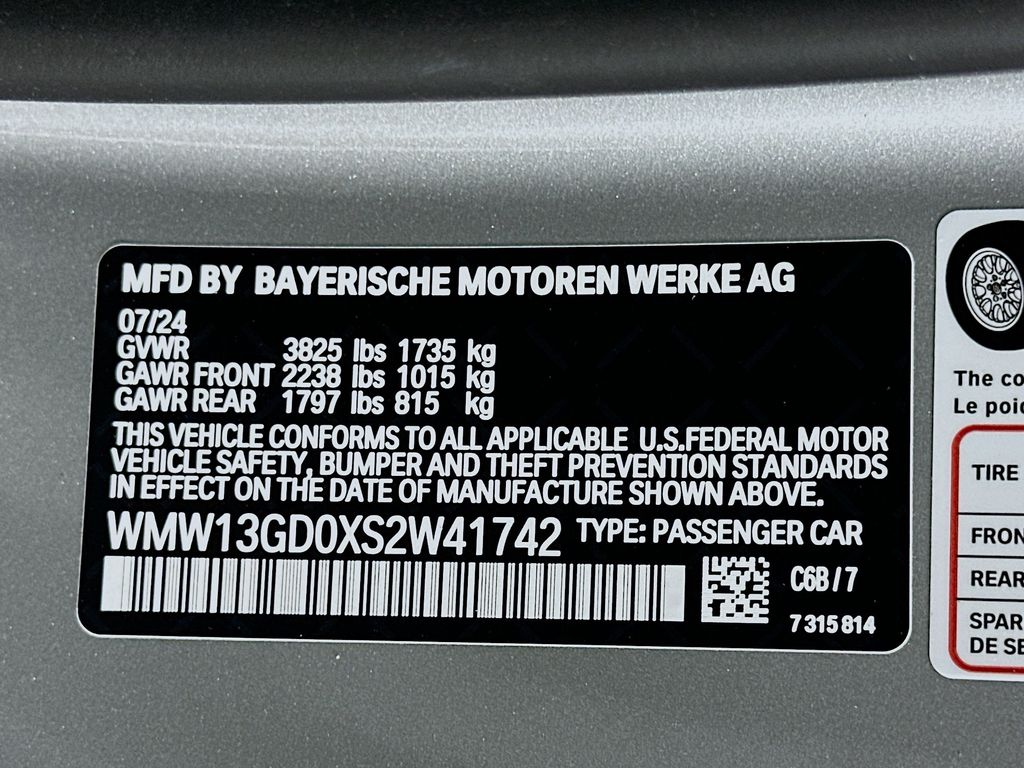 MFD BY BAYERISCHE MOTOREN WERKE AG
07/24
GVWR 3825 lbs 1735 kg
GAWR FRONT 2238 lbs 1015 kg
GAWR REAR 1797 lbs 815 kg
THIS VEHICLE CONFORMS TO ALL APPLICABLE U.S.FEDERAL MOTOR
VEHICLE SAFETY, BUMPER AND THEFT PREVENTION STANDARDS
IN EFFECT ON THE DATE OF MANUFACTURE SHOWN ABOVE.
WMW13GD0XS2W41742 TYPE: PASSENGER CAR
C6B/7
7315814
The co
Le poid
TIRE
FRON
REAR
SPAR
DE SE